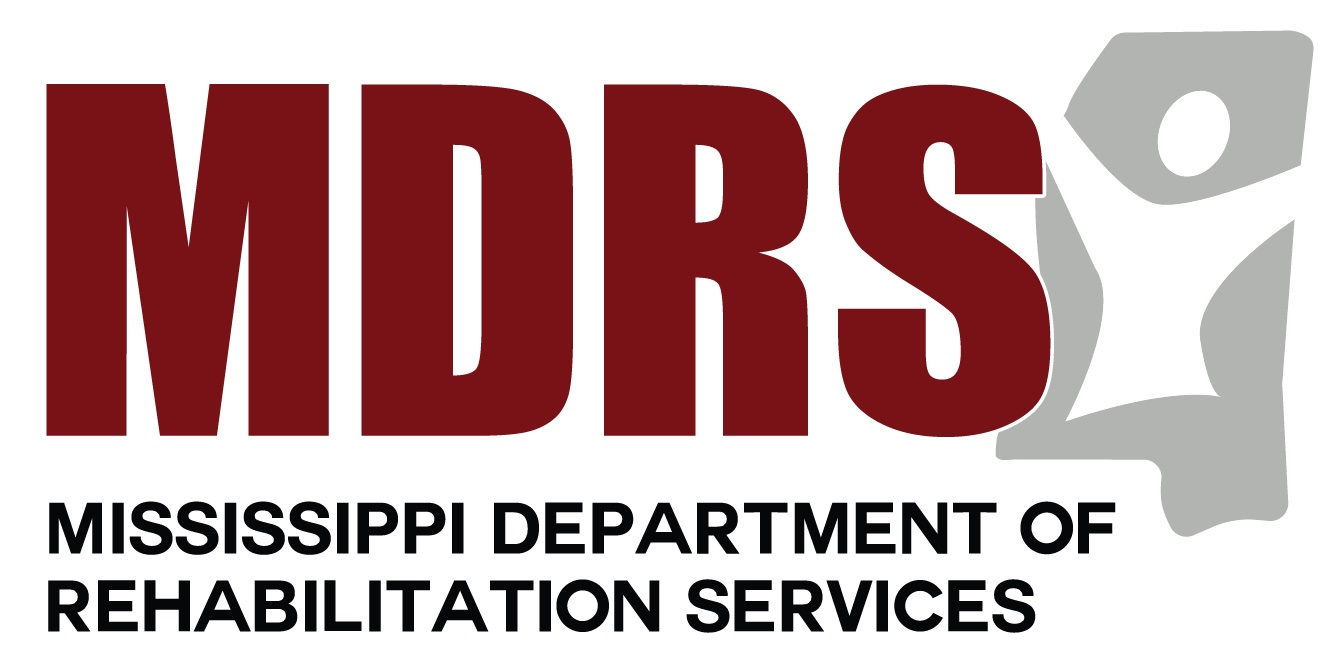 MDRS
MISSISSIPPI DEPARTMENT OF
REHABILITATION SERVICES